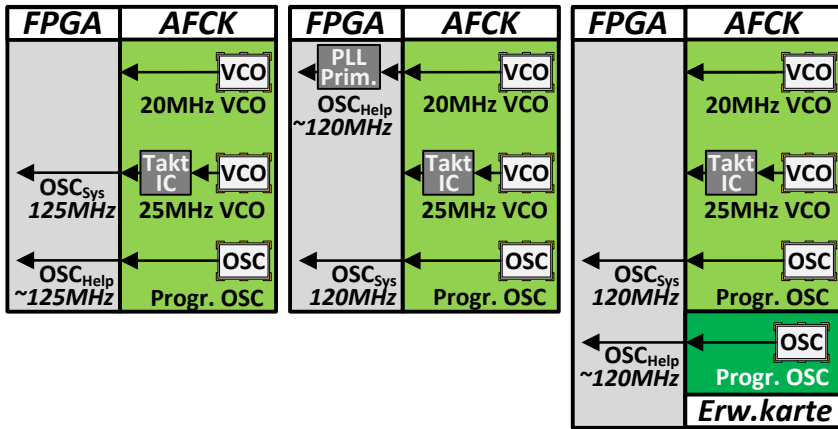 FPGA AFCK
VCO
20MHz VCO
Takt
IC
VCO
OSCSys
125MHz
25MHz VCO
OSC
OSCHelp
~125MHz
Progr. OSC
FPGA AFCK
PLL
Prim.
VCO
OSCHelp
~120MHz
20MHz VCO
Takt
IC
VCO
25MHz VCO
OSC
OSCSys
120MHz
Progr. OSC
FPGA AFCK
VCO
20MHz VCO
Takt
IC
VCO
25MHz VCO
OSC
OSCSys
120MHz
Progr. OSC
OSC
OSCHelp
~120MHz
Progr. OSC
Erw.karte